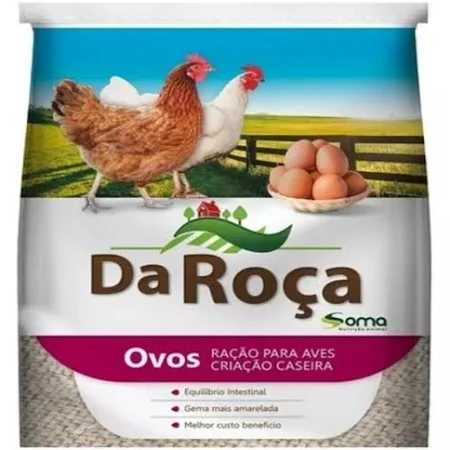 Da Roça
Soma
Nutrição Animal
Ovos
RAÇÃO PARA AVES
CRIAÇÃO CASEIRA
Equilíbrio Intestinal
Gema mais amarelada
Melhor custo benefício